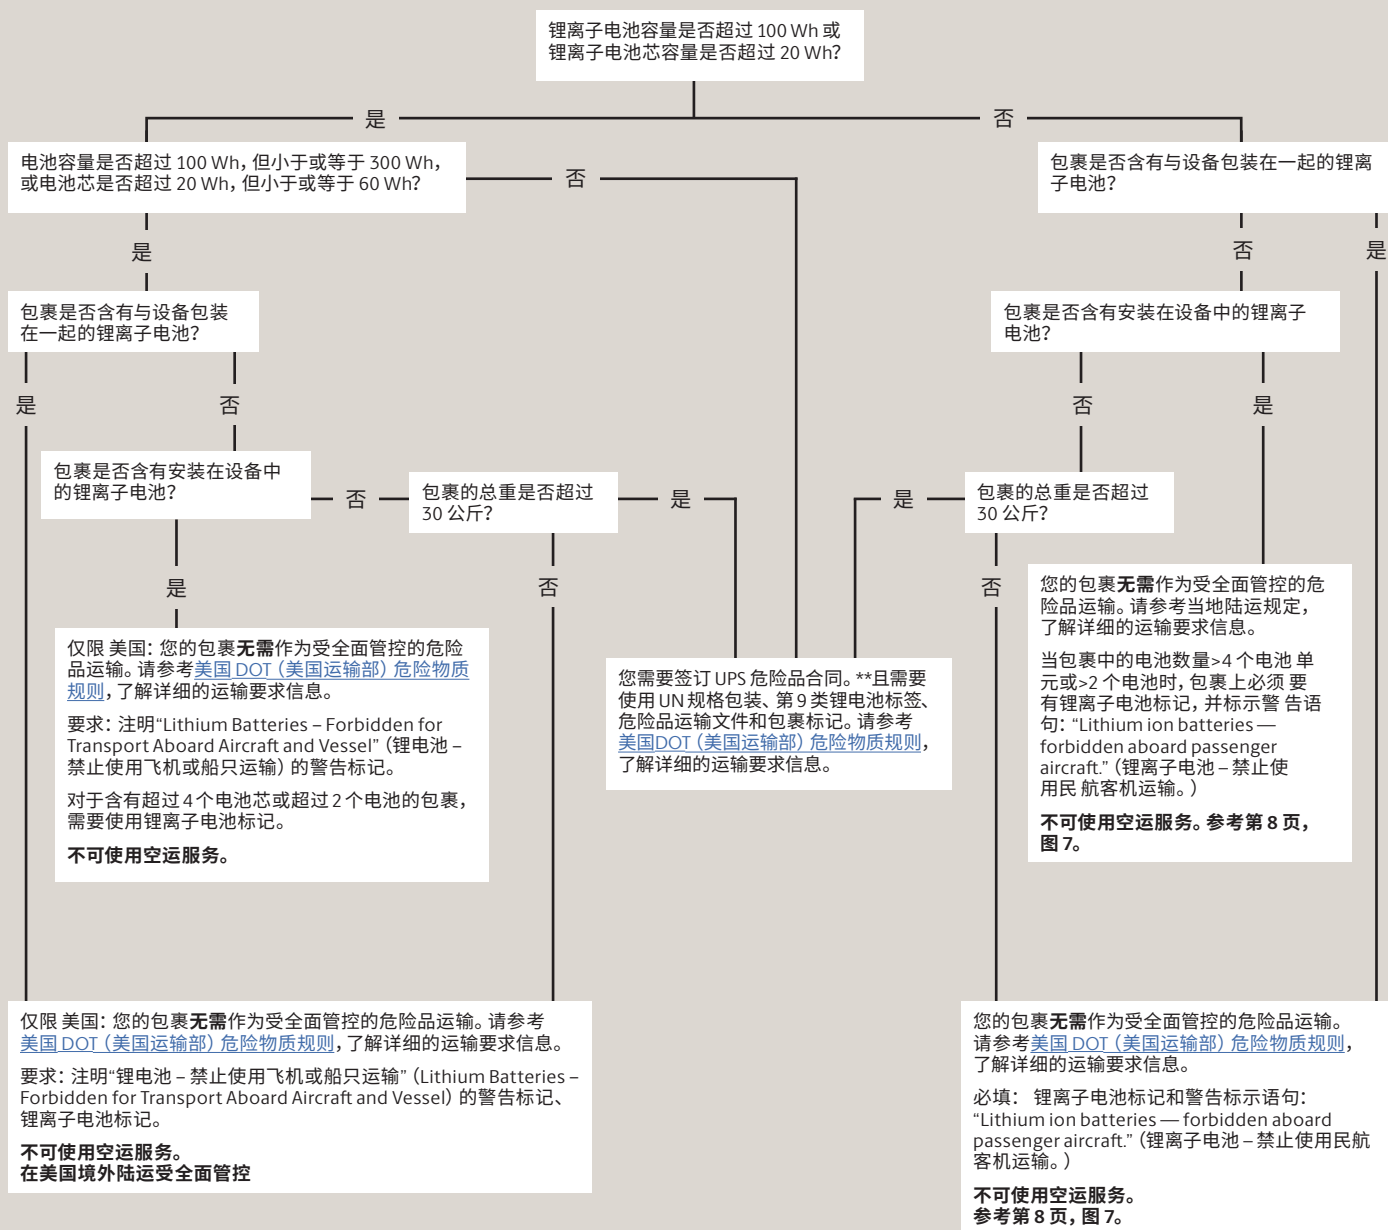 锂离子电池容量是否超过 100 Wh 或
锂离子电池芯容量是否超过 20 Wh?
是
否
电池容量是否超过 100 Wh，但小于或等于 300 Wh，
或电池芯是否超过 20 Wh，但小于或等于 60 Wh?
否
包裹是否含有与设备包装在一起的锂离
子电池？
是
否
是
包裹是否含有与设备包装
在一起的锂离子电池？
包裹是否含有安装在设备中的锂离子
电池？
是
否
否
是
包裹是否含有安装在设备中
的锂离子电池？
否
包裹的总重是否超过
30 公斤？
是
是
包裹的总重是否超过
30 公斤？
是
否
否
仅限 美国：您的包裹无需作为受全面管控的危险
品运输。请参考美国 DOT（美国运输部）危险物质
规则，了解详细的运输要求信息。
要求：注明“Lithium Batteries – Forbidden for
Transport Aboard Aircraft and Vessel”（锂电池 –
禁止使用飞机或船只运输）的警告标记。
对于含有超过 4 个电池芯或超过 2 个电池的包裹，
需要使用锂离子电池标记。
不可使用空运服务。
您需要签订 UPS 危险品合同。**且需要
使用 UN 规格包装、第 9 类锂电池标签、
危险品运输文件和包裹标记。请参考
美国DOT（美国运输部）危险物质规则，
了解详细的运输要求信息。
您的包裹无需作为受全面管控的危
险品运输。请参考当地陆运规定，
了解详细的运输要求信息。
当包裹中的电池数量>4 个电池 单
元或>2 个电池时，包裹上必须 要
有锂离子电池标记，并标示警 告语
句：“Lithium ion batteries —
forbidden aboard passenger
aircraft.”（锂离子电池 – 禁止使
用民 航客机运输。）
不可使用空运服务。参考第 8 页，
图 7。
仅限 美国：您的包裹无需作为受全面管控的危险品运输。请参考
美国 DOT（美国运输部）危险物质规则，了解详细的运输要求信息。
要求：注明“锂电池 – 禁止使用飞机或船只运输”（Lithium Batteries –
Forbidden for Transport Aboard Aircraft and Vessel）的警告标记、
锂离子电池标记。
不可使用空运服务。
在美国境外陆运受全面管控
您的包裹无需作为受全面管控的危险品运输。
请参考美国 DOT（美国运输部）危险物质规则，
了解详细的运输要求信息。
必填： 锂离子电池标记和警告标示语句：
“Lithium ion batteries — forbidden aboard
passenger aircraft.”（锂离子电池 – 禁止使用民航
客机运输。）
不可使用空运服务。
参考第 8 页，图 7。